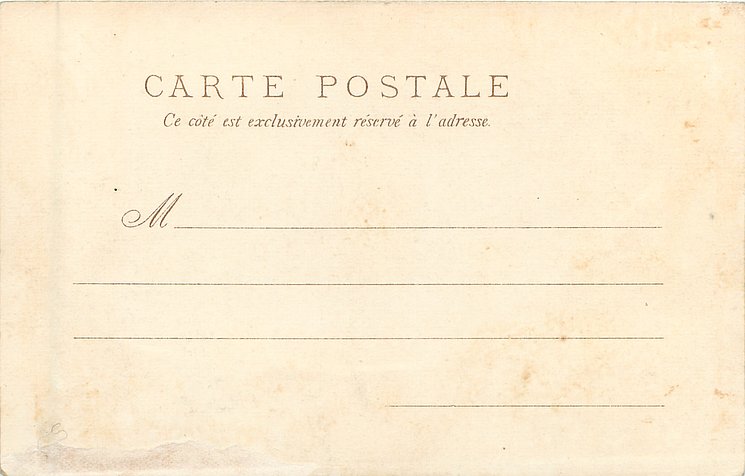 CARTE POSTALE
Ce côté est exclusivement réservé à l'adresse.
M